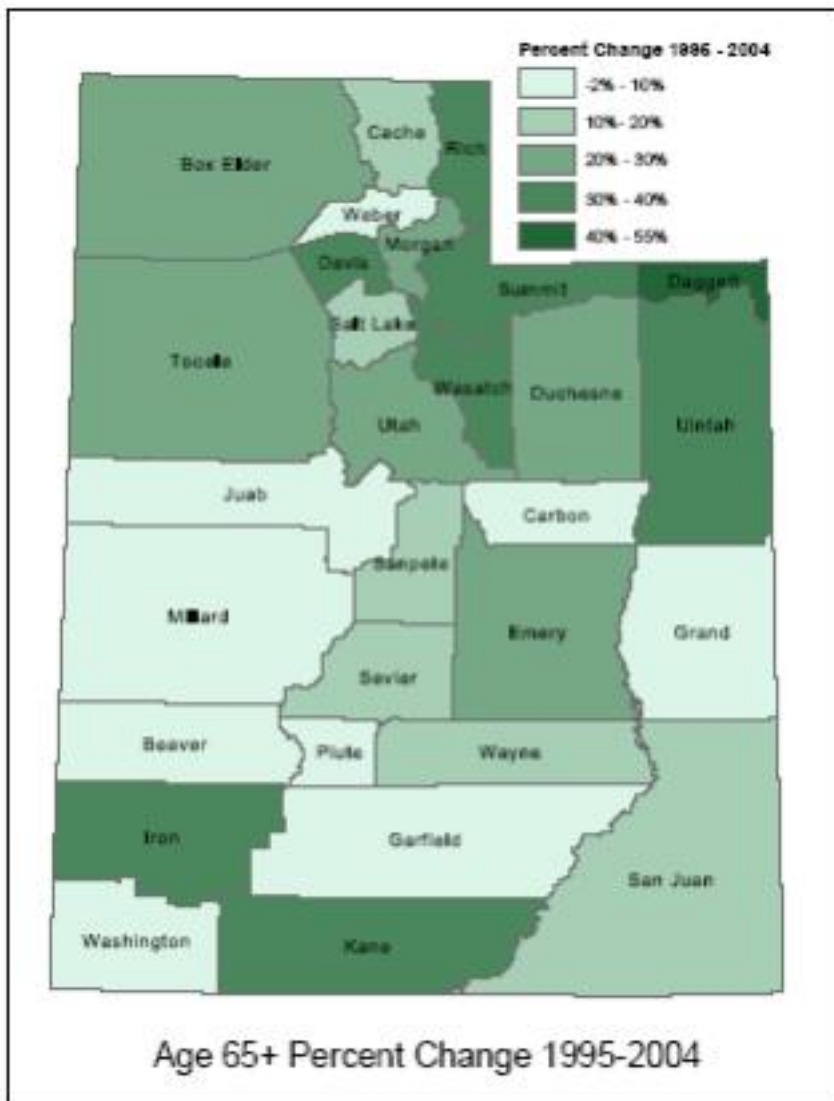 Percent Change 1995 - 2004
-2% - 10%
10% - 20%
20% - 30%
30% - 40%
40% - 55%
Cache
Rich
Box Elder
Weber
Morgan
Davis
Summit
Daggett
Salt Lake
Tooele
Wasatch
Duchesne
Utah
Uintah
Juab
Carbon
Sanpete
Millard
Emery
Grand
Sevier
Beaver
Piute
Wayne
Iron
Garfield
San Juan
Washington
Kane
Age 65+ Percent Change 1995-2004